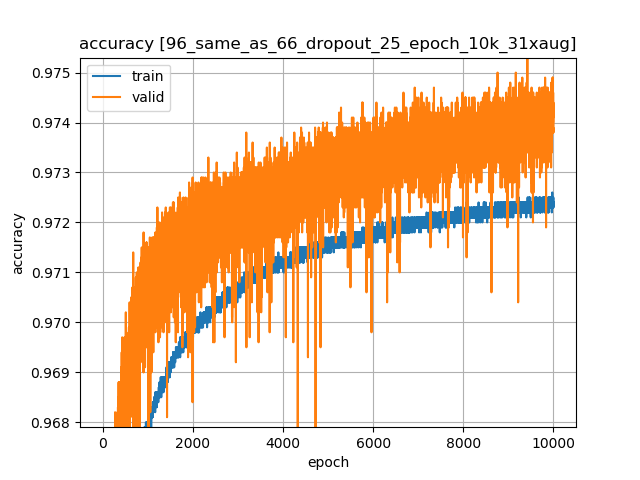 accuracy [96_same_as_66_dropout_25_epoch_10k_31xaug]
train
valid
accuracy
0.975
0.974
0.973
0.972
0.971
0.970
0.969
0.968
0
2000
4000
6000
8000
10000
epoch